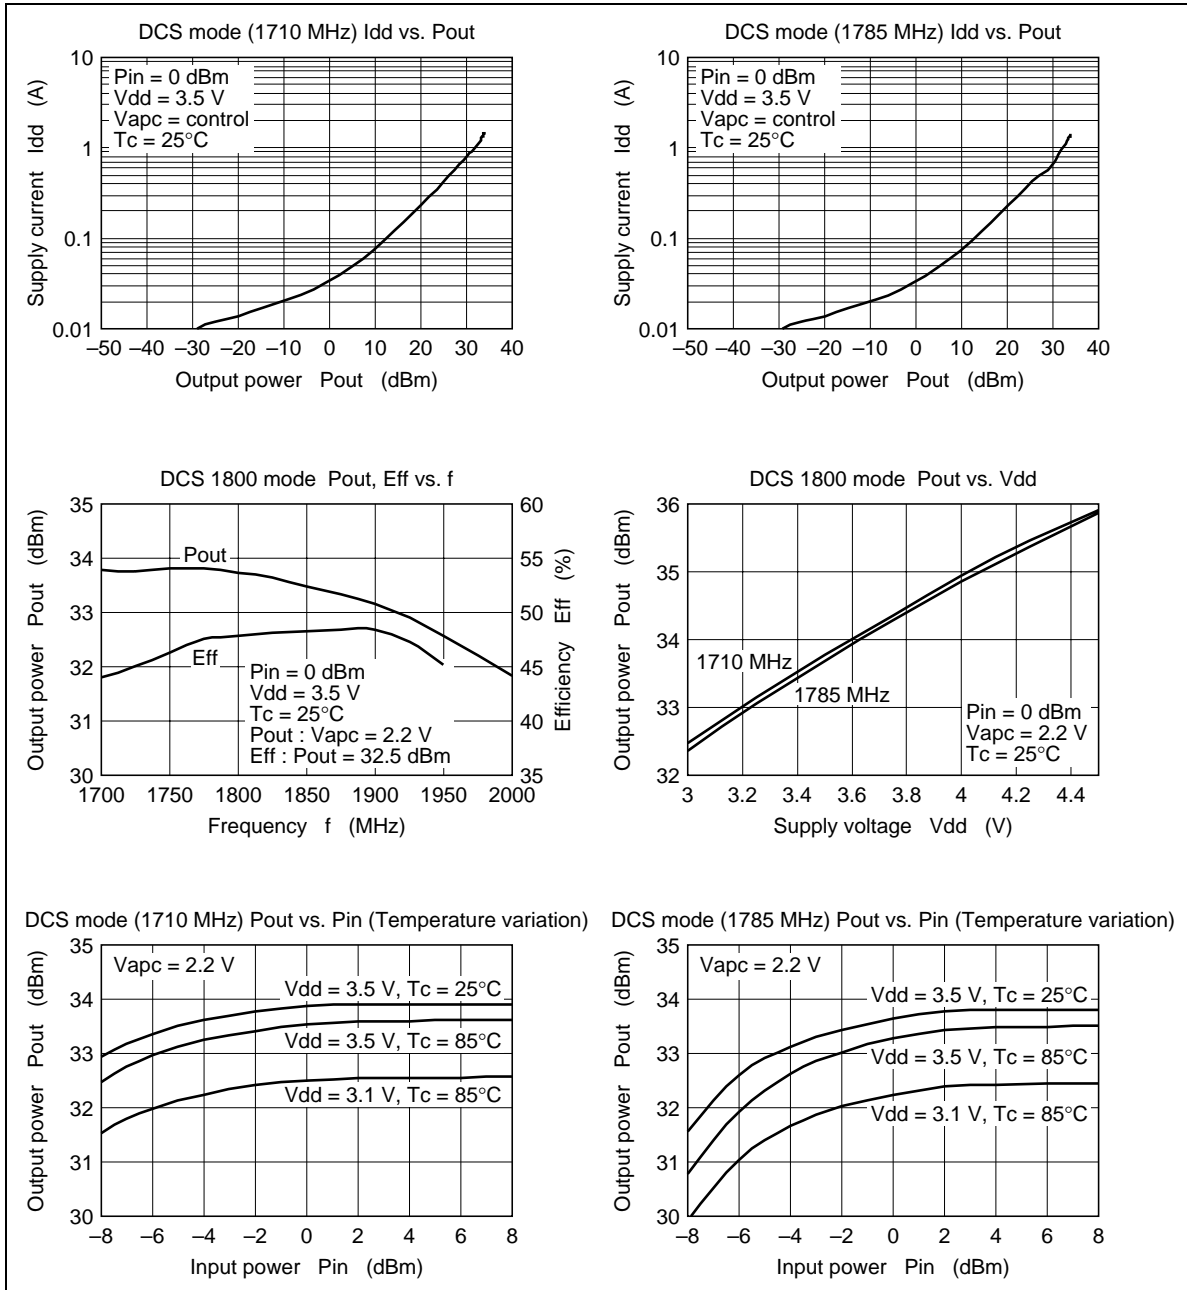 DCS mode (1710 MHz) Idd vs. Pout
10
1
0.1
0.01
Supply current Idd (A)
Pin = 0 dBm
Vdd = 3.5 V
Vapc = control
Tc = 25°C
–50 –40 –30 –20 –10 0 10 20 30 40
Output power Pout (dBm)
DCS mode (1785 MHz) Idd vs. Pout
10
1
0.1
0.01
Supply current Idd (A)
Pin = 0 dBm
Vdd = 3.5 V
Vapc = control
Tc = 25°C
–50 –40 –30 –20 –10 0 10 20 30 40
Output power Pout (dBm)
DCS 1800 mode Pout, Eff vs. f
35
34
33
32
31
30
Output power Pout (dBm)
Pout
Eff
Pin = 0 dBm
Vdd = 3.5 V
Tc = 25°C
Pout : Vapc = 2.2 V
Eff : Pout = 32.5 dBm
60
55
50
45
40
35
Efficiency Eff (%)
1700 1750 1800 1850 1900 1950 2000
Frequency f (MHz)
DCS 1800 mode Pout vs. Vdd
36
35
34
33
32
Output power Pout (dBm)
1710 MHz
1785 MHz
Pin = 0 dBm
Vapc = 2.2 V
Tc = 25°C
3 3.2 3.4 3.6 3.8 4 4.2 4.4
Supply voltage Vdd (V)
DCS mode (1710 MHz) Pout vs. Pin (Temperature variation)
35
34
33
32
31
30
Output power Pout (dBm)
Vapc = 2.2 V
Vdd = 3.5 V, Tc = 25°C
Vdd = 3.5 V, Tc = 85°C
Vdd = 3.1 V, Tc = 85°C
–8 –6 –4 –2 0 2 4 6 8
Input power Pin (dBm)
DCS mode (1785 MHz) Pout vs. Pin (Temperature variation)
35
34
33
32
31
30
Output power Pout (dBm)
Vapc = 2.2 V
Vdd = 3.5 V, Tc = 25°C
Vdd = 3.5 V, Tc = 85°C
Vdd = 3.1 V, Tc = 85°C
–8 –6 –4 –2 0 2 4 6 8
Input power Pin (dBm)